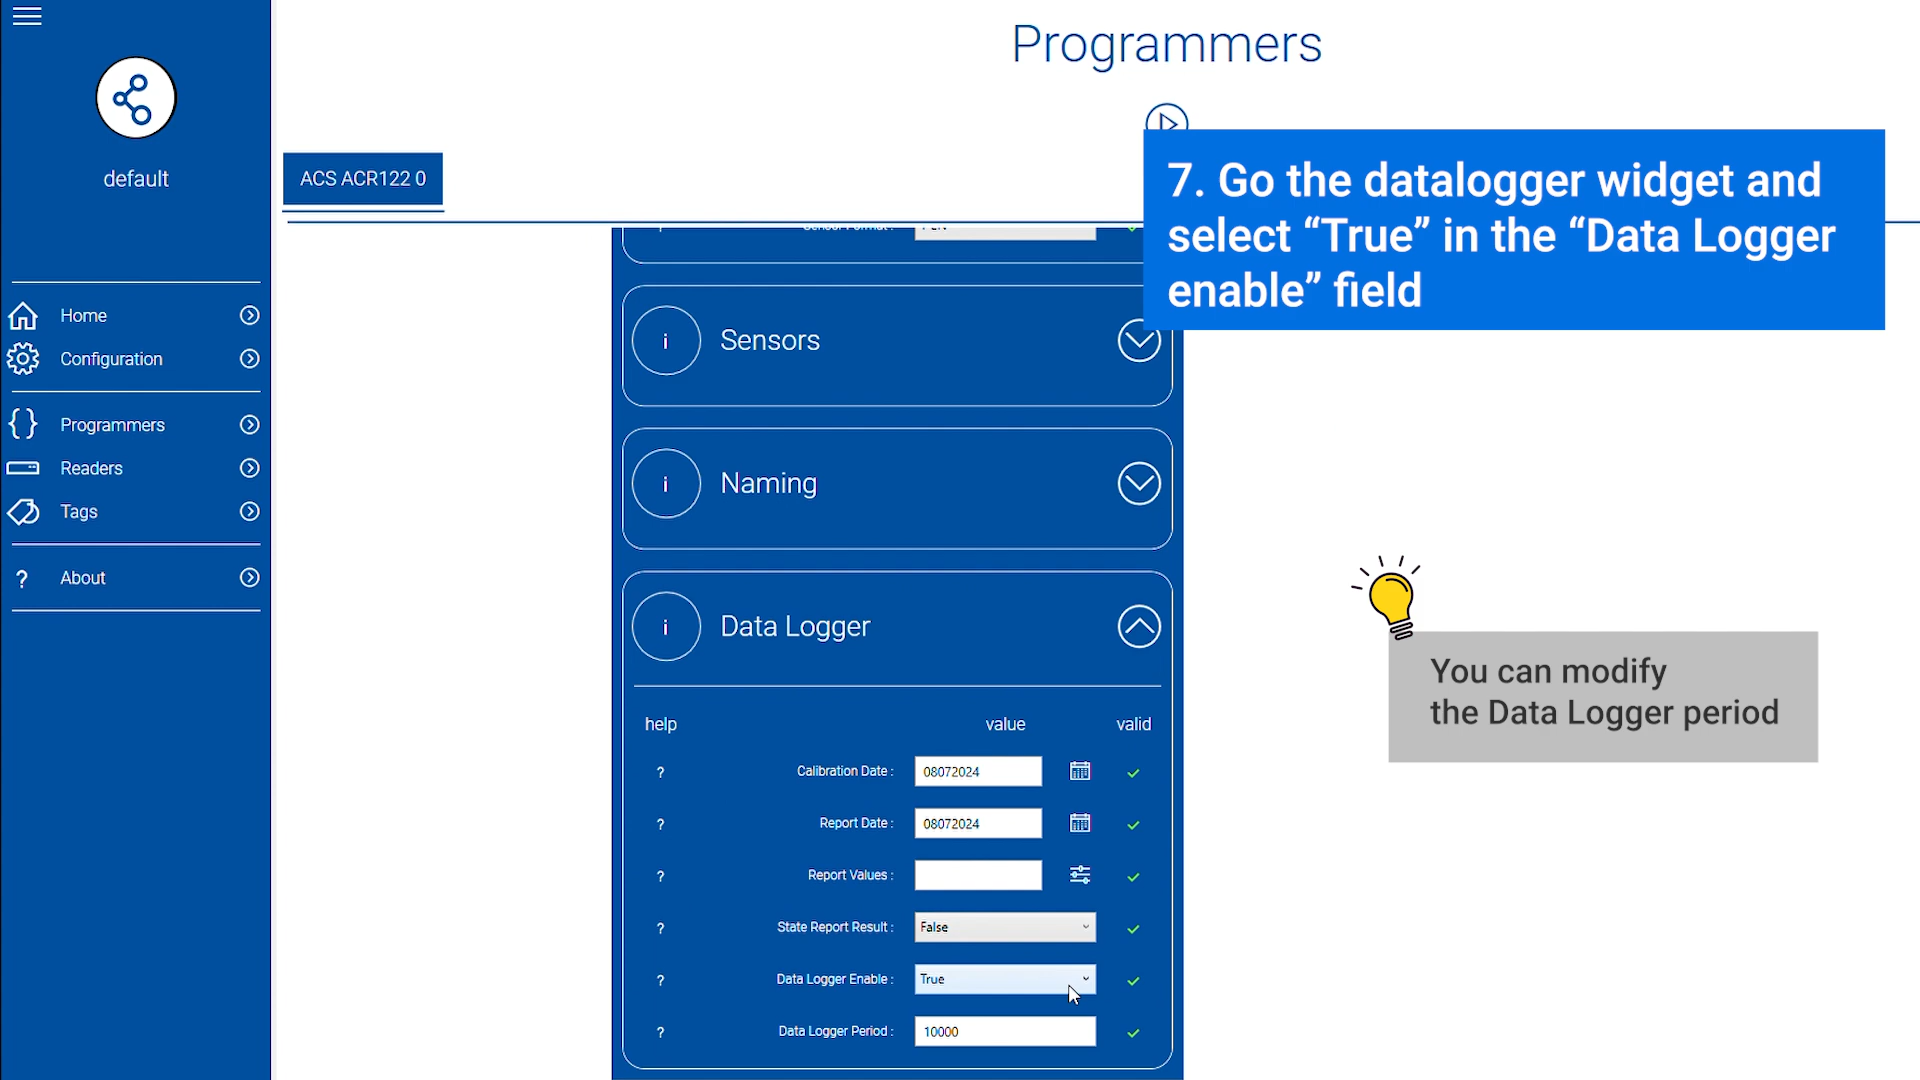 Programmers
default
ACS ACR122 0
7. Go the datalogger widget and
select “True” in the “Data Logger
enable” field
Home
Configuration
Programmers
Readers
Tags
? About
i Sensors
i Naming
i Data Logger
help value valid
? Calibration Date : 08072024
? Report Date : 08072024
? Report Values :
? State Report Result : False
? Data Logger Enable : True
? Data Logger Period : 10000
You can modify
the Data Logger period